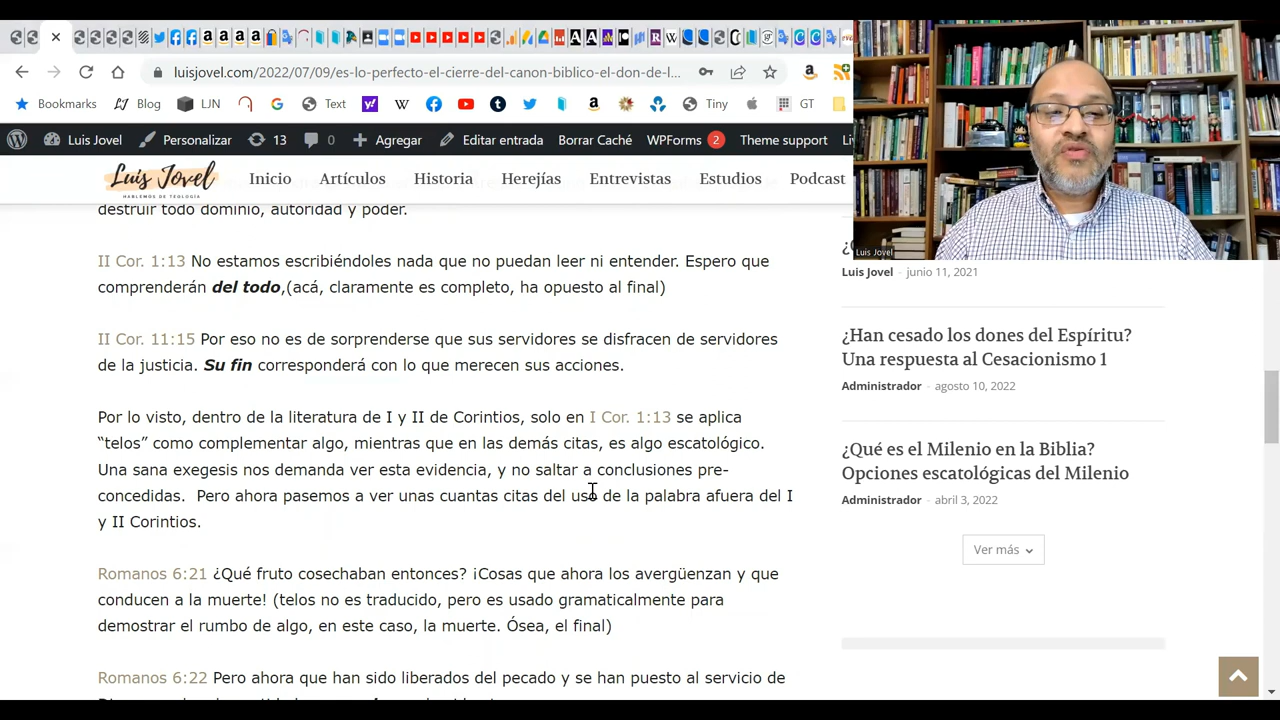 luisjovel.com/2022/07/09/es-lo-perfecto-el-cierre-del-canon-biblico-el-don-de-l...
Bookmarks Blog LJN Text Tiny GT
Luis Jovel Personalizar 13 0 Agregar Editar entrada Borrar Caché WPForms 2 Theme support
Luis Jovel
HABLEMOS DE TEOLOGÍA
Inicio Artículos Historia Herejías Entrevistas Estudios Podcast
destruir todo dominio, autoridad y poder.
II Cor. 1:13 No estamos escribiéndoles nada que no puedan leer ni entender. Espero que
comprenderán del todo,(acá, claramente es completo, ha opuesto al final)
II Cor. 11:15 Por eso no es de sorprenderse que sus servidores se disfracen de servidores
de la justicia. Su fin corresponderá con lo que merecen sus acciones.
Por lo visto, dentro de la literatura de I y II de Corintios, solo en I Cor. 1:13 se aplica
“telos” como complementar algo, mientras que en las demás citas, es algo escatológico.
Una sana exegesis nos demanda ver esta evidencia, y no saltar a conclusiones pre-
concedidas. Pero ahora pasemos a ver unas cuantas citas del uso de la palabra afuera del I
y II Corintios.
Romanos 6:21 ¿Qué fruto cosechaban entonces? ¡Cosas que ahora los avergüenzan y que
conducen a la muerte! (telos no es traducido, pero es usado gramaticalmente para
demostrar el rumbo de algo, en este caso, la muerte. Ósea, el final)
Romanos 6:22 Pero ahora que han sido liberados del pecado y se han puesto al servicio de
Luis Jovel
Luis Jovel - junio 11, 2021
¿Han cesado los dones del Espíritu?
Una respuesta al Cesacionismo 1
Administrador - agosto 10, 2022
¿Qué es el Milenio en la Biblia?
Opciones escatológicas del Milenio
Administrador - abril 3, 2022
Ver más